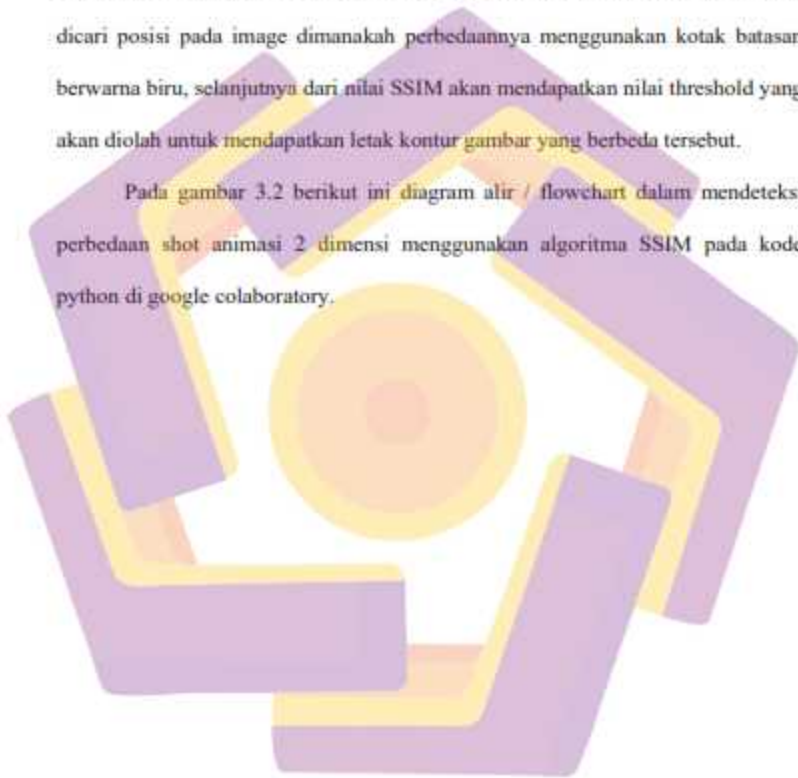 dicari posisi pada image dimanakah perbedaannya menggunakan kotak batasan
berwarna biru, selanjutnya dari nilai SSIM akan mendapatkan nilai threshold yang
akan diolah untuk mendapatkan letak kontur gambar yang berbeda tersebut.
Pada gambar 3.2 berikut ini diagram alir / flowchart dalam mendeteksi
perbedaan shot animasi 2 dimensi menggunakan algoritma SSIM pada kode
python di google colaboratory.